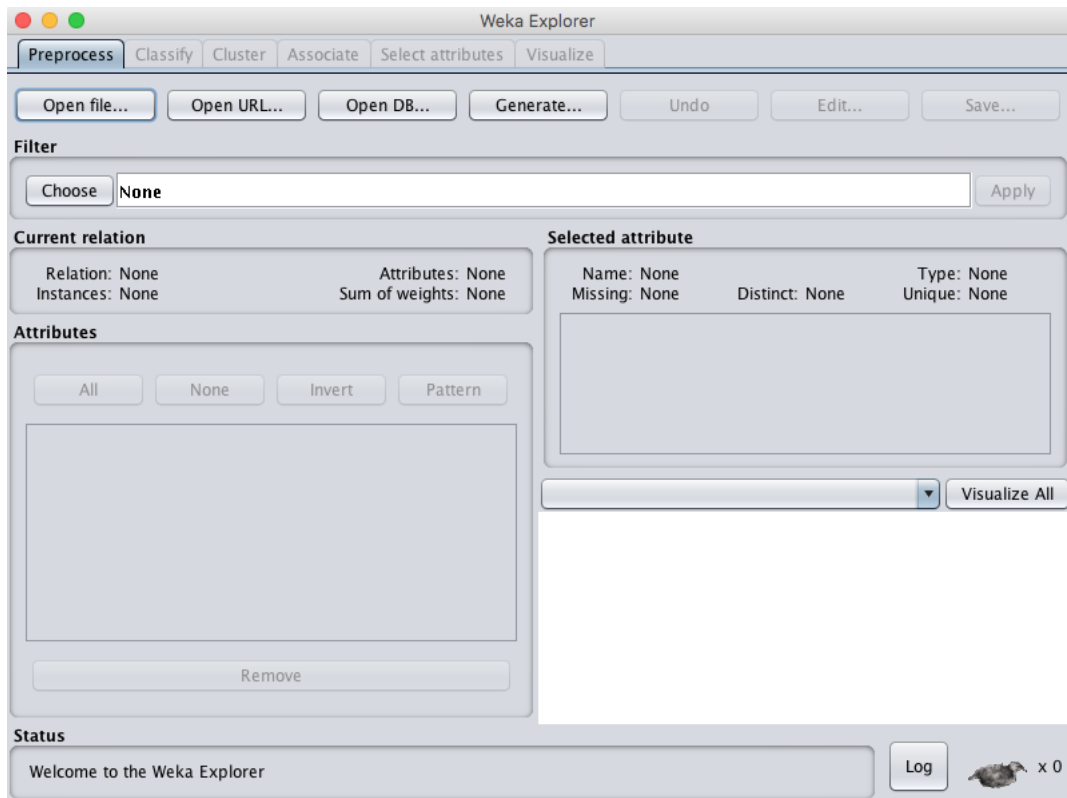 Weka Explorer
Preprocess Classify Cluster Associate Select attributes Visualize
Open file... Open URL... Open DB... Generate... Undo Edit... Save...
Filter
Choose None Apply
Current relation
Relation: None Attributes: None
Instances: None Sum of weights: None
Attributes
All None Invert Pattern
Remove
Selected attribute
Name: None Type: None
Missing: None Distinct: None Unique: None
Visualize All
Status
Welcome to the Weka Explorer
Log x 0